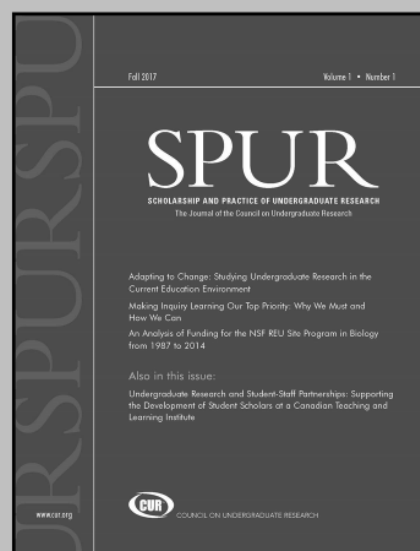 Fall 2017 Volume 1 • Number 1
SPUR
SCHOLARSHIP AND PRACTICE OF UNDERGRADUATE RESEARCH
The Journal of the Council on Undergraduate Research
Adapting to Change: Studying Undergraduate Research in the
Current Education Environment
Making Inquiry Learning Our Top Priority: Why We Must and
How We Can
An Analysis of Funding for the NSF REU Site Program in Biology
from 1987 to 2014
Also in this issue:
Undergraduate Research and Student-Staff Partnerships: Supporting
the Development of Student Scholars at a Canadian Teaching and
Learning Institute
www.cur.org
CUR
COUNCIL ON UNDERGRADUATE RESEARCH
URSPURSPURSPU